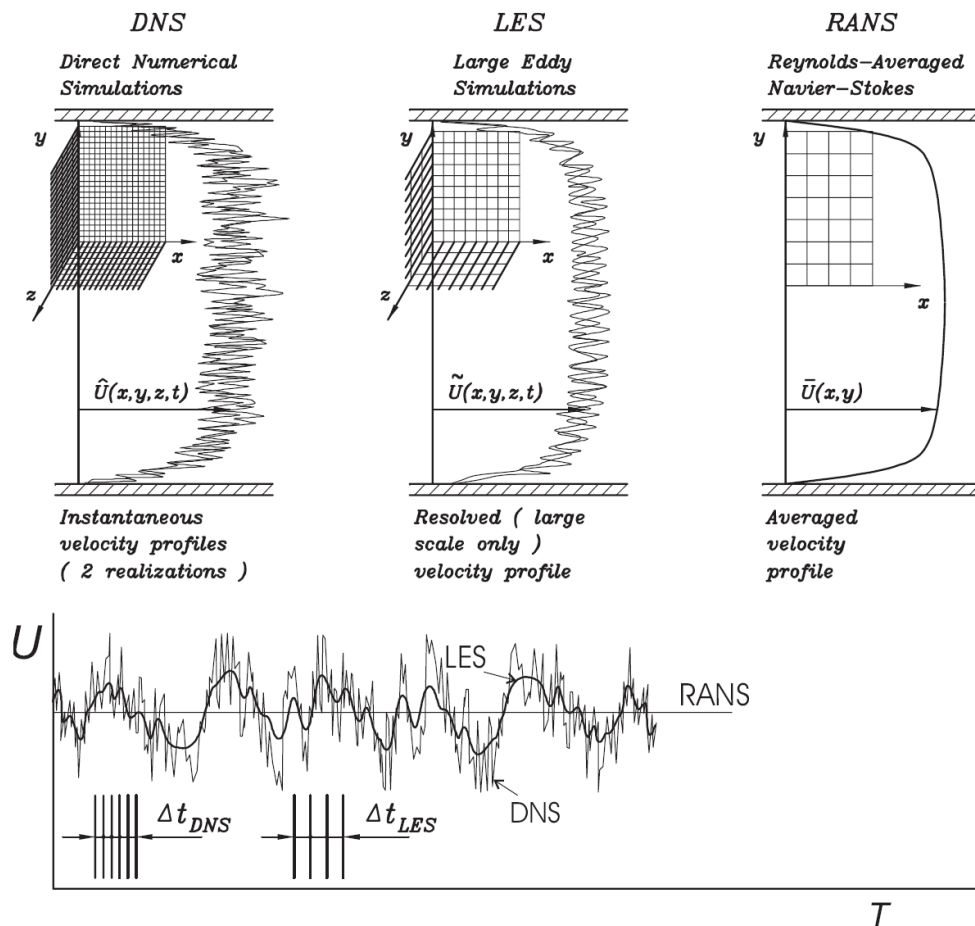 DNS
Direct Numerical
Simulations
y
x
z
Û(x,y,z,t)
Instantaneous
velocity profiles
( 2 realizations )
LES
Large Eddy
Simulations
y
x
z
Ũ(x,y,z,t)
Resolved ( large
scale only )
velocity profile
RANS
Reynolds-Averaged
Navier-Stokes
y
x
Ū(x,y)
Averaged
velocity
profile
U
LES
RANS
DNS
Δt_DNS
Δt_LES
T